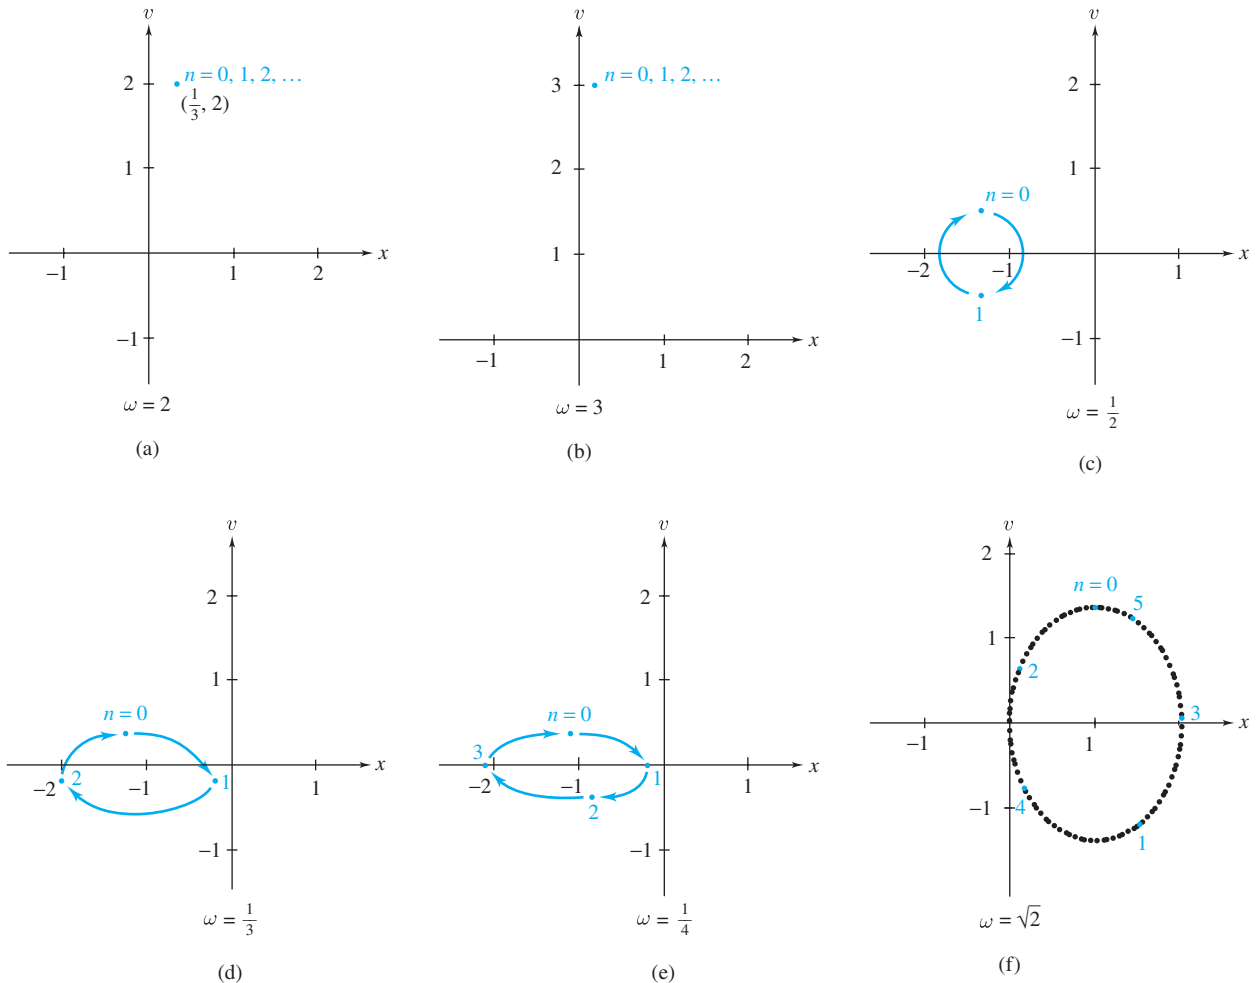 v
n = 0, 1, 2, …
2
(1/3, 2)
1
x
−1
1
2
−1
ω = 2
(a)
v
n = 0, 1, 2, …
3
2
1
x
−1
1
2
ω = 3
(b)
v
2
1
n = 0
x
−2
−1
1
1
−1
ω = 1/2
(c)
v
2
1
n = 0
x
−2
2
−1
1
1
−1
ω = 1/3
(d)
v
2
1
n = 0
3
x
−2
−1
1
1
2
−1
ω = 1/4
(e)
v
2
n = 0
5
1
2
3
x
−1
1
4
−1
1
ω = √2
(f)